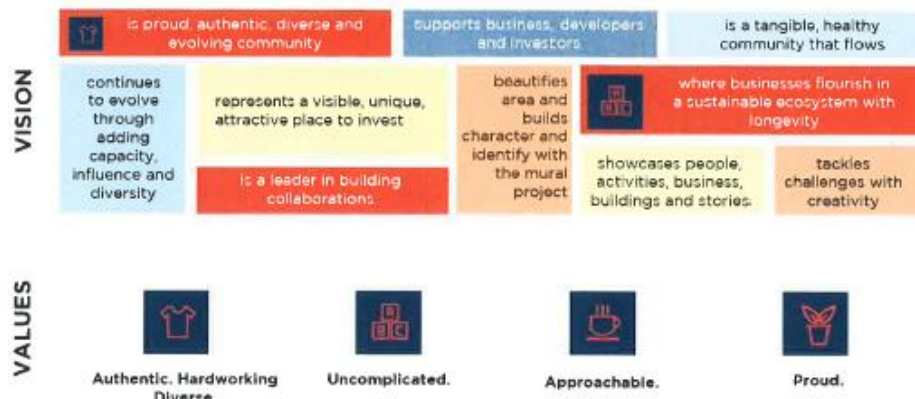 VISION
is proud, authentic, diverse and
evolving community
supports business, developers
and investors
is a tangible, healthy
community that flows
continues
to evolve
through
adding
capacity,
influence and
diversity
represents a visible, unique,
attractive place to invest
is a leader in building
collaborations
beautifies
area and
builds
character and
identify with
the mural
project
A
B C
where businesses flourish in
a sustainable ecosystem with
longevity
showcases people,
activities, business,
buildings and stories
tackles
challenges with
creativity
VALUES
Authentic. Hardworking
Diverse
A
B C
Uncomplicated.
Approachable.
Proud.